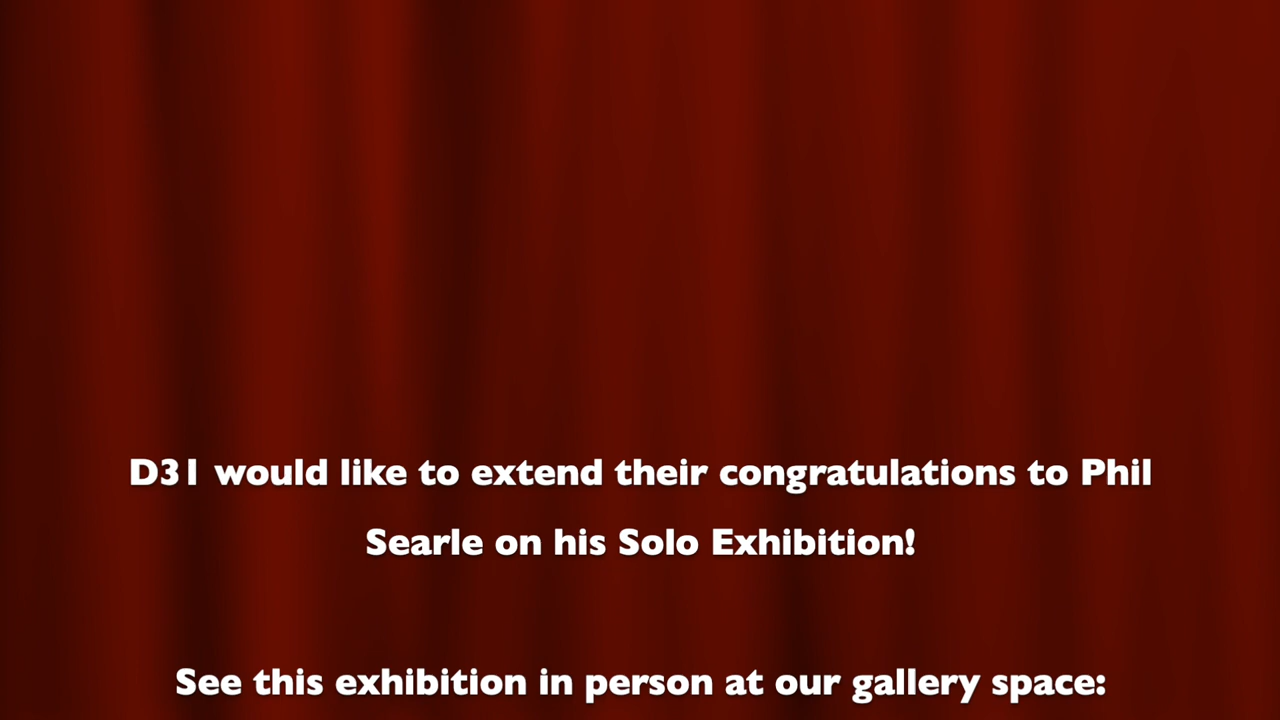 D31 would like to extend their congratulations to Phil
Searle on his Solo Exhibition!
See this exhibition in person at our gallery space: